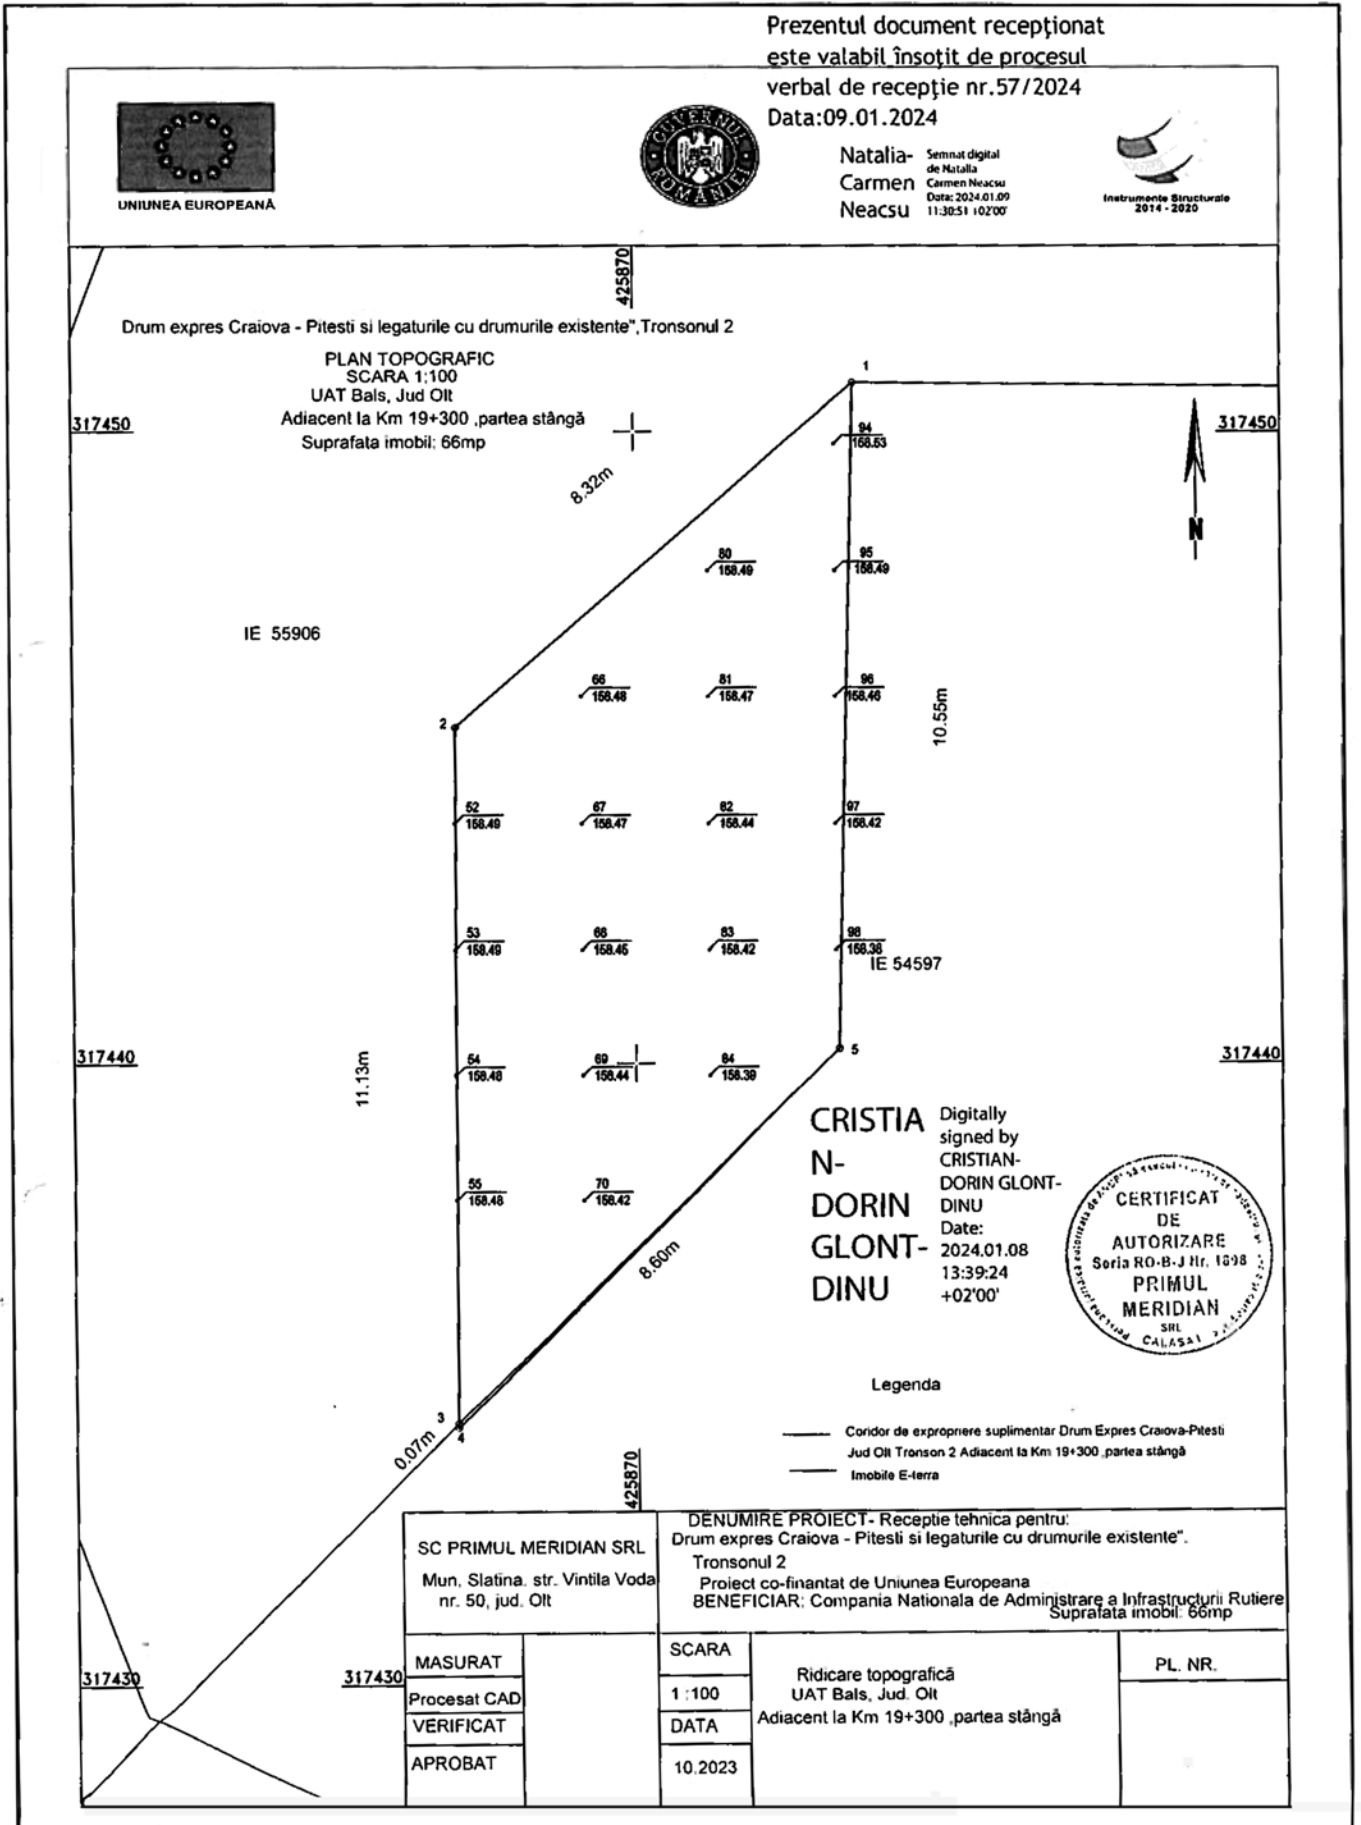 Prezentul document recepționat
este valabil însoțit de procesul
verbal de recepție nr.57/2024
Data:09.01.2024
UNIUNEA EUROPEANĂ
GUVERNUL ROMÂNIEI
Natalia-
Carmen
Neacsu
Semnat digital
de Natalia
Carmen Neacsu
Data: 2024.01.09
11:30:51 +02'00'
Instrumente Structurale
2014 - 2020
425870
Drum expres Craiova - Pitesti si legaturile cu drumurile existente",Tronsonul 2
PLAN TOPOGRAFIC
SCARA 1:100
UAT Bals, Jud Olt
Adiacent la Km 19+300 ,partea stângă
Suprafata imobil: 66mp
317450
317450
1
94
158.53
8.32m
N
80
158.49
95
158.49
IE 55906
66
158.48
81
158.47
96
158.46
10.55m
2
52
158.49
67
158.47
82
158.44
97
158.42
53
158.49
68
158.45
83
158.42
98
158.38
IE 54597
317440
11.13m
54
158.48
69
158.44
84
158.39
5
317440
55
158.48
70
158.42
8.60m
CRISTIA
N-
DORIN
GLONT-
DINU
Digitally
signed by
CRISTIAN-
DORIN GLONT-
DINU
Date:
2024.01.08
13:39:24
+02'00'
CERTIFICAT
DE
AUTORIZARE
Seria RO-B-J Nr. 1898
PRIMUL
MERIDIAN
SRL
Legenda
3
4
0.07m
Coridor de expropriere suplimentar Drum Expres Craiova-Pitesti
Jud Olt Tronson 2 Adiacent la Km 19+300 ,partea stângă
Imobile E-terra
425870
SC PRIMUL MERIDIAN SRL
Mun. Slatina. str. Vintila Voda
nr. 50, jud. Olt
DENUMIRE PROIECT- Receptie tehnica pentru:
Drum expres Craiova - Pitesti si legaturile cu drumurile existente".
Tronsonul 2
Proiect co-finantat de Uniunea Europeana
BENEFICIAR: Compania Nationala de Administrare a Infrastructurii Rutiere
Suprafata imobil: 66mp
317430
317430
MASURAT
Procesat CAD
VERIFICAT
APROBAT
SCARA
1 :100
DATA
10.2023
Ridicare topografică
UAT Bals, Jud. Olt
Adiacent la Km 19+300 ,partea stângă
PL. NR.